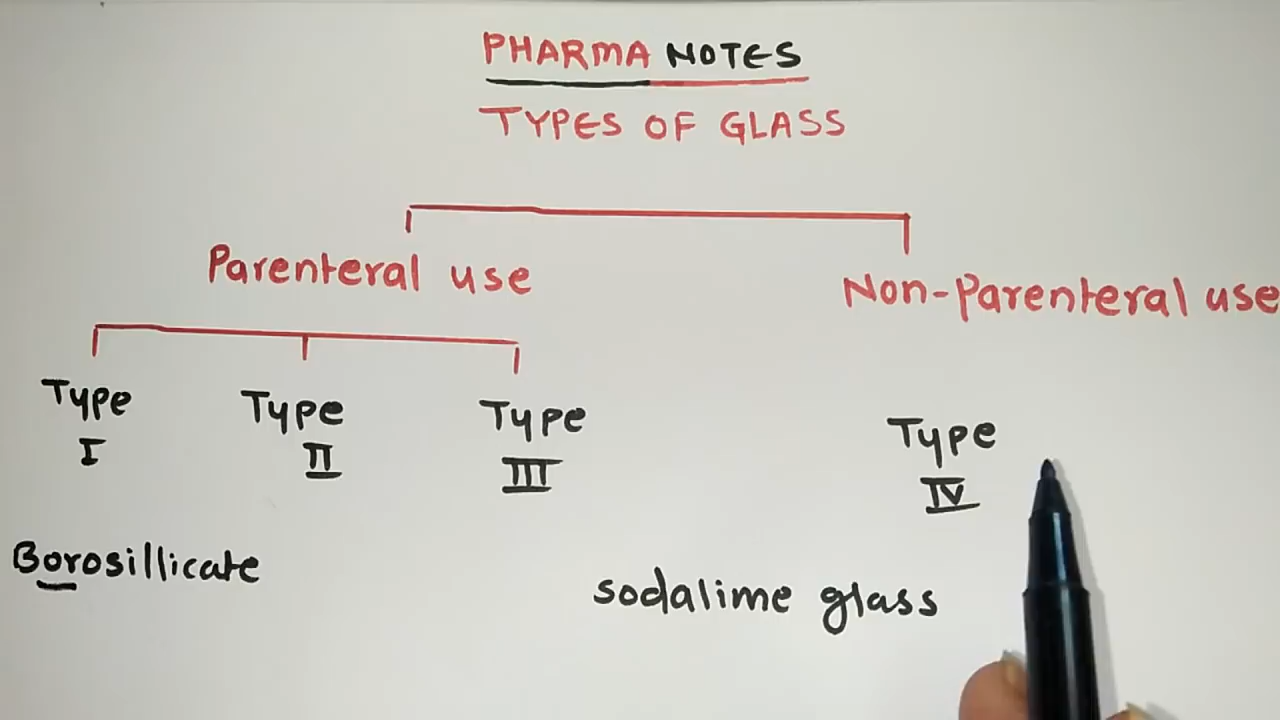 PHARMA NOTES
TYPES OF GLASS
Parenteral use
Non-Parenteral use
Type I
Type II
Type III
Type IV
Borosillicate
sodalime glass